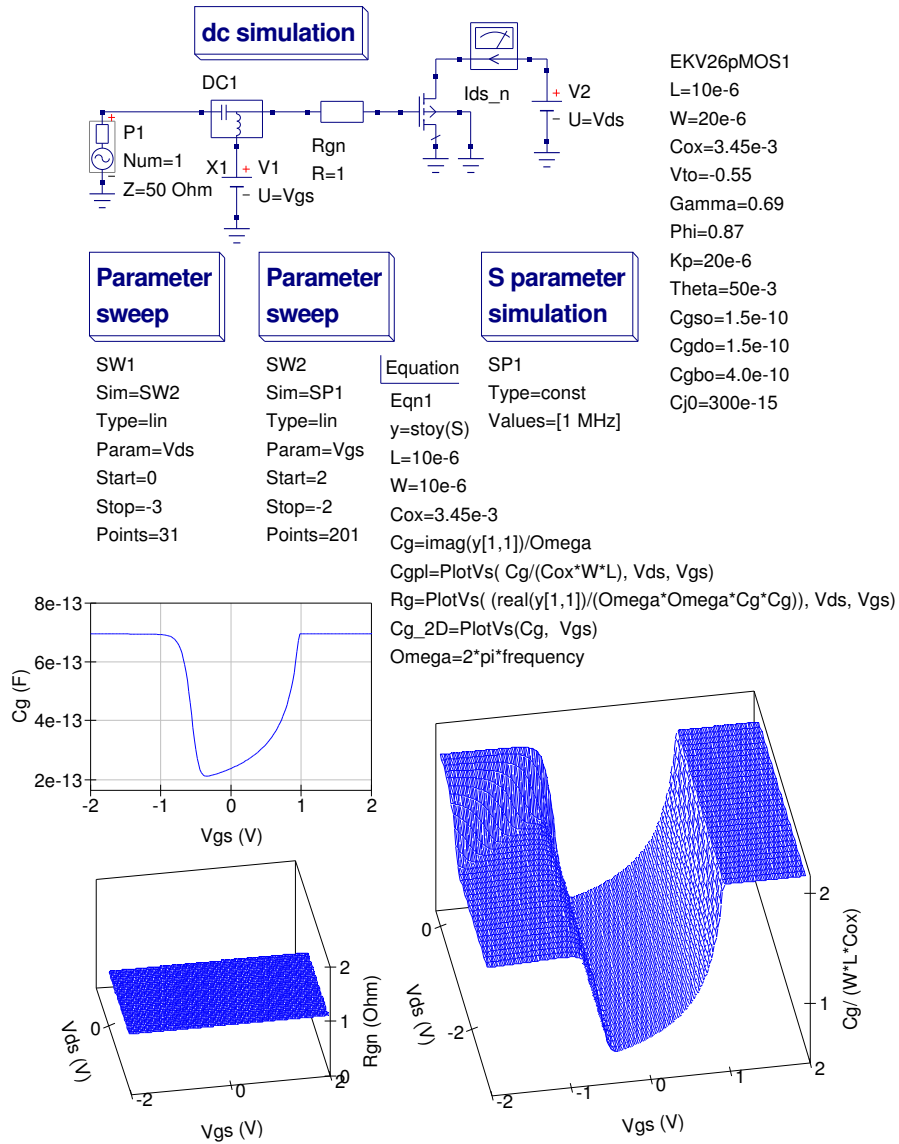 dc simulation
DC1
P1
Num=1
Z=50 Ohm
X1
V1
U=Vgs
Rgn
R=1
Ids_n
V2
U=Vds
EKV26pMOS1
L=10e-6
W=20e-6
Cox=3.45e-3
Vto=-0.55
Gamma=0.69
Phi=0.87
Kp=20e-6
Theta=50e-3
Cgso=1.5e-10
Cgdo=1.5e-10
Cgbo=4.0e-10
Cj0=300e-15
Parameter
sweep
SW1
Sim=SW2
Type=lin
Param=Vds
Start=0
Stop=-3
Points=31
Parameter
sweep
SW2
Sim=SP1
Type=lin
Param=Vgs
Start=2
Stop=-2
Points=201
S parameter
simulation
SP1
Type=const
Values=[1 MHz]
Equation
Eqn1
y=stoy(S)
L=10e-6
W=10e-6
Cox=3.45e-3
Cg=imag(y[1,1])/Omega
Cgpl=PlotVs( Cg/(Cox*W*L), Vds, Vgs)
Rg=PlotVs( (real(y[1,1])/(Omega*Omega*Cg*Cg)), Vds, Vgs)
Cg_2D=PlotVs(Cg, Vgs)
Omega=2*pi*frequency
8e-13
6e-13
4e-13
2e-13
Cg (F)
-2
-1
0
1
2
Vgs (V)
0
Vds (V)
-2
0
2
Vgs (V)
2
1
0
Rgn (Ohm)
0
-2
Vds (V)
-2
-1
0
1
2
Vgs (V)
2
1
Cg/ (W*L*Cox)